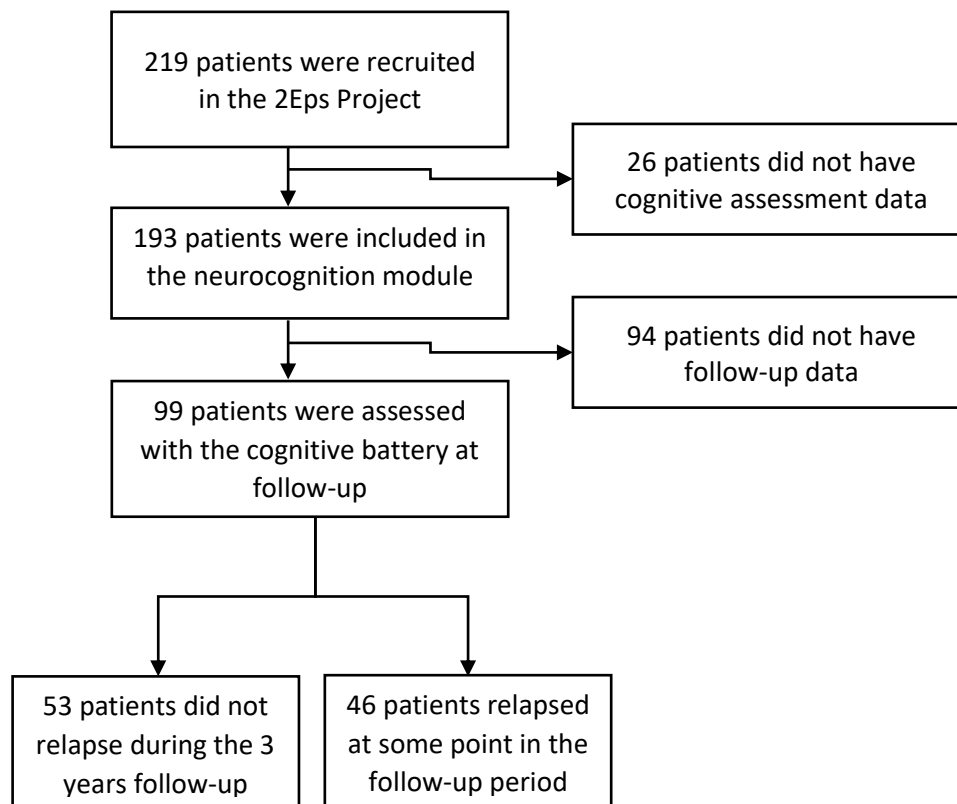 219 patients were recruited
in the 2Eps Project
26 patients did not have
cognitive assessment data
193 patients were included in
the neurocognition module
94 patients did not have
follow-up data
99 patients were assessed
with the cognitive battery at
follow-up
53 patients did not
relapse during the 3
years follow-up
46 patients relapsed
at some point in the
follow-up period